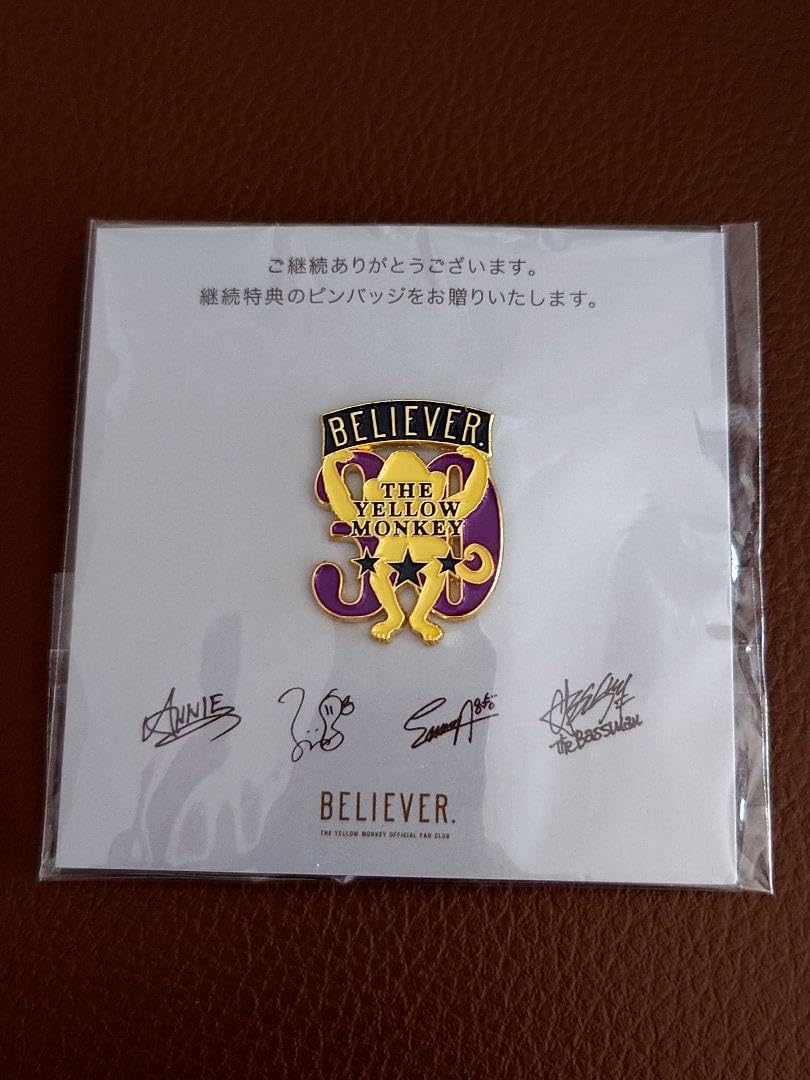 ご継続ありがとうございます。
継続特典のピンバッジをお贈りいたします。
BELIEVER.
30
THE
YELLOW
MONKEY
ANNIE
EmmA
The Bassman
BELIEVER.
THE YELLOW MONKEY OFFICIAL FAN CLUB